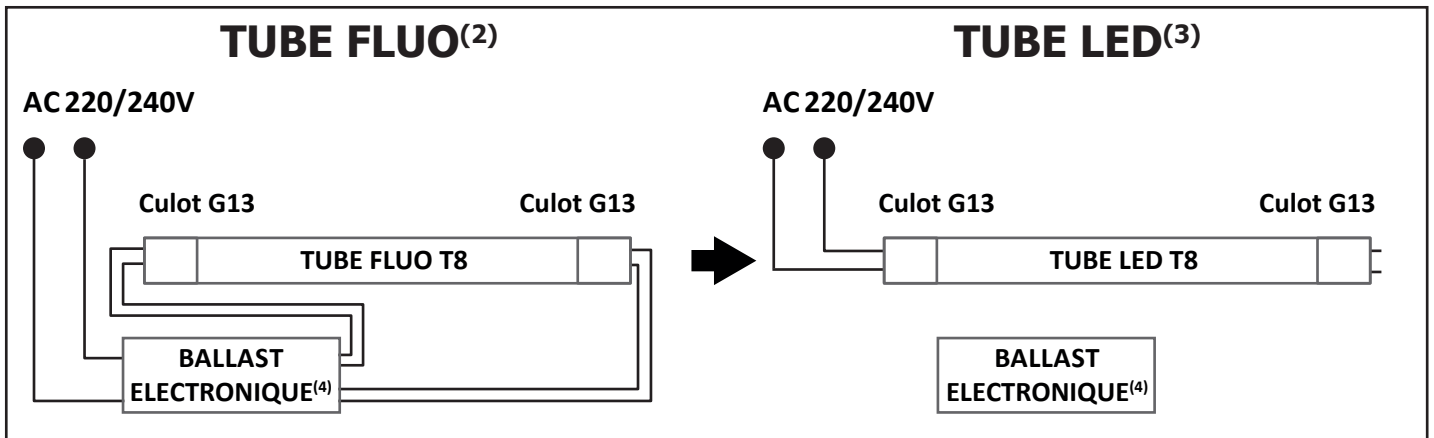 TUBE FLUO(2)
AC 220/240V
Culot G13
Culot G13
TUBE FLUO T8
BALLAST
ELECTRONIQUE(4)
TUBE LED(3)
AC 220/240V
Culot G13
Culot G13
TUBE LED T8
BALLAST
ELECTRONIQUE(4)